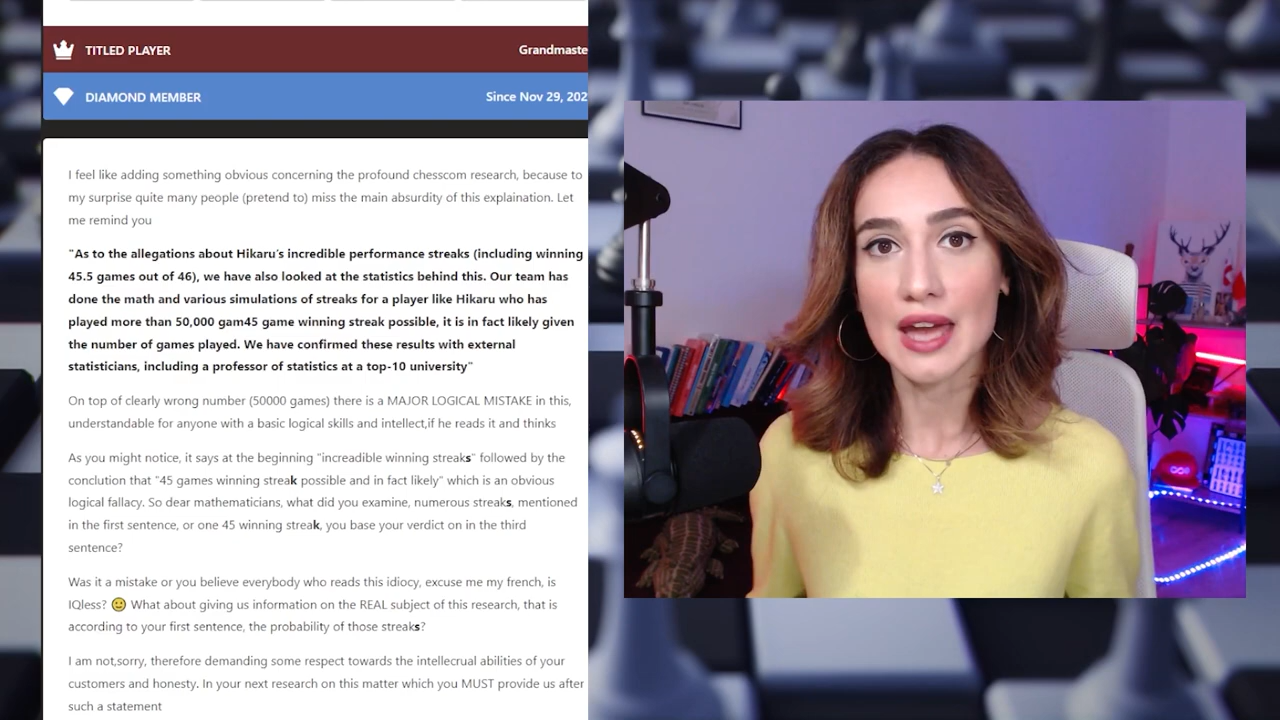 TITLED PLAYER
Grandmaste
DIAMOND MEMBER
Since Nov 29, 202
I feel like adding something obvious concerning the profound chesscom research, because to
my surprise quite many people (pretend to) miss the main absurdity of this explaination. Let
me remind you
"As to the allegations about Hikaru's incredible performance streaks (including winning
45.5 games out of 46), we have also looked at the statistics behind this. Our team has
done the math and various simulations of streaks for a player like Hikaru who has
played more than 50,000 gam45 game winning streak possible, it is in fact likely given
the number of games played. We have confirmed these results with external
statisticians, including a professor of statistics at a top-10 university"
On top of clearly wrong number (50000 games) there is a MAJOR LOGICAL MISTAKE in this,
understandable for anyone with a basic logical skills and intellect,if he reads it and thinks
As you might notice, it says at the beginning "increadible winning streaks" followed by the
conclution that "45 games winning streak possible and in fact likely" which is an obvious
logical fallacy. So dear mathematicians, what did you examine, numerous streaks, mentioned
in the first sentence, or one 45 winning streak, you base your verdict on in the third
sentence?
Was it a mistake or you believe everybody who reads this idiocy, excuse me my french, is
IQless? 🙂 What about giving us information on the REAL subject of this research, that is
according to your first sentence, the probability of those streaks?
I am not,sorry, therefore demanding some respect towards the intellecrual abilities of your
customers and honesty. In your next research on this matter which you MUST provide us after
such a statement